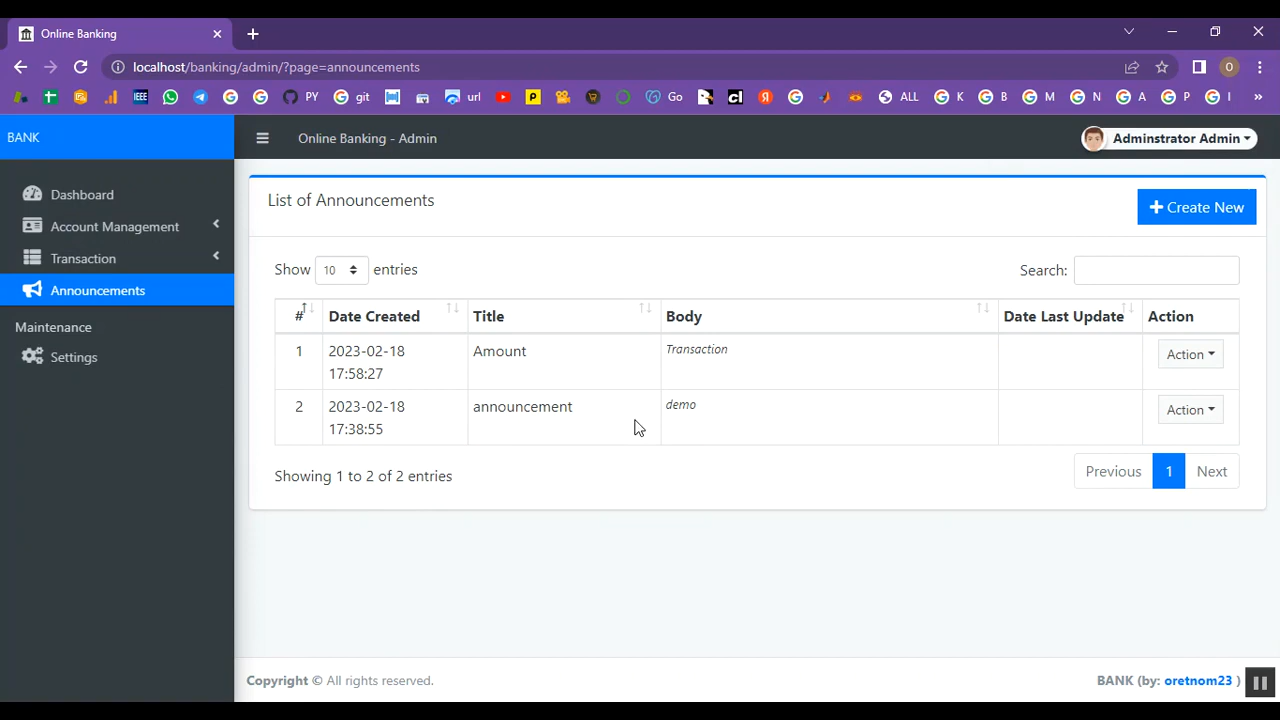 Online Banking
localhost/banking/admin/?page=announcements
IEEE PY git url Go cl Я ALL K B M N A P I »
BANK
Online Banking - Admin
Adminstrator Admin
Dashboard
Account Management
Transaction
Announcements
Maintenance
Settings
List of Announcements
+ Create New
Show 10 entries
Search:
# Date Created Title Body Date Last Update Action
1 2023-02-18 17:58:27 Amount Transaction Action
2 2023-02-18 17:38:55 announcement demo Action
Showing 1 to 2 of 2 entries
Previous 1 Next
Copyright © All rights reserved.
BANK (by: oretnom23 )